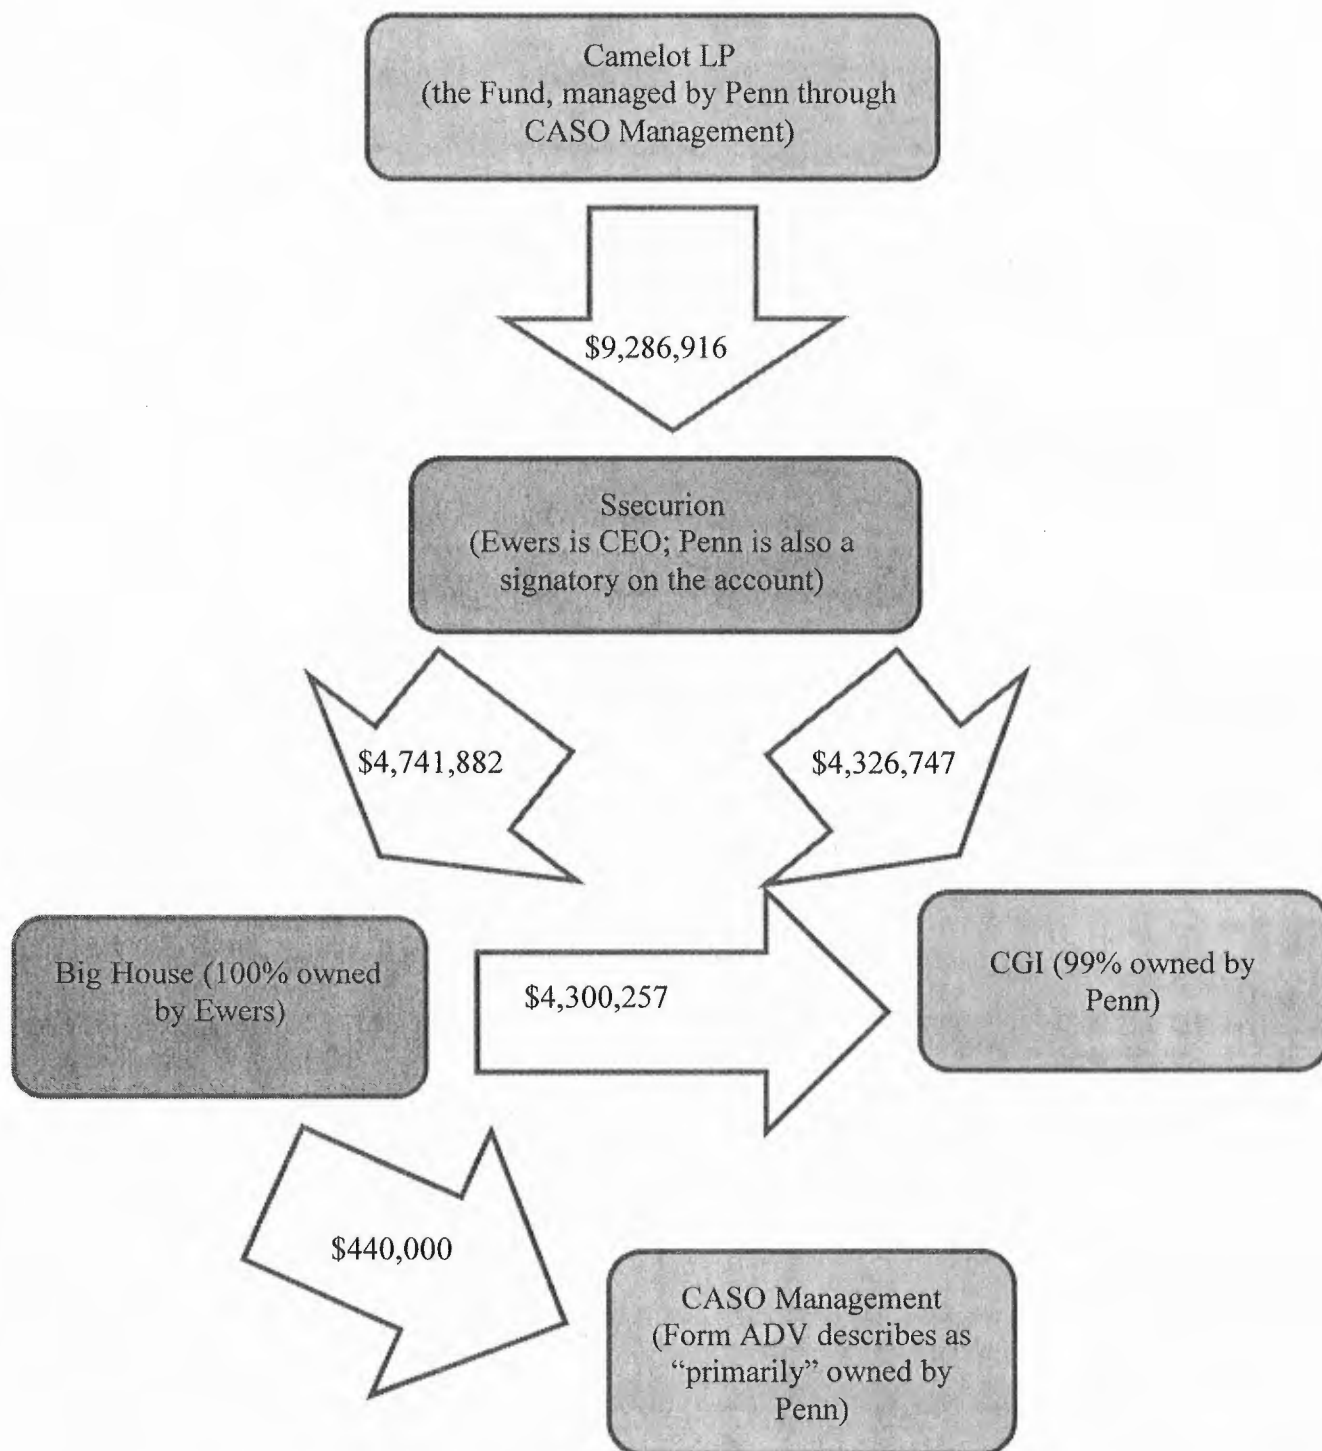 Camelot LP
(the Fund, managed by Penn through
CASO Management)
$9,286,916
Ssecurion
(Ewers is CEO; Penn is also a
signatory on the account)
$4,741,882
$4,326,747
Big House (100% owned
by Ewers)
$4,300,257
CGI (99% owned by
Penn)
$440,000
CASO Management
(Form ADV describes as
“primarily” owned by
Penn)